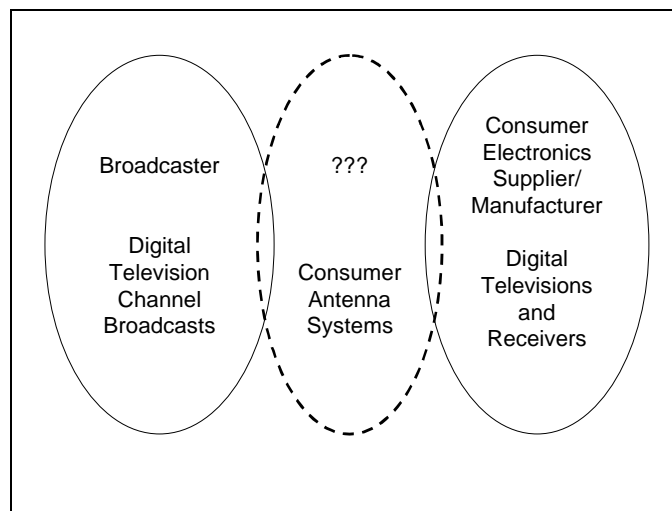 Broadcaster
Digital
Television
Channel
Broadcasts
???
Consumer
Antenna
Systems
Consumer
Electronics
Supplier/
Manufacturer
Digital
Televisions
and
Receivers